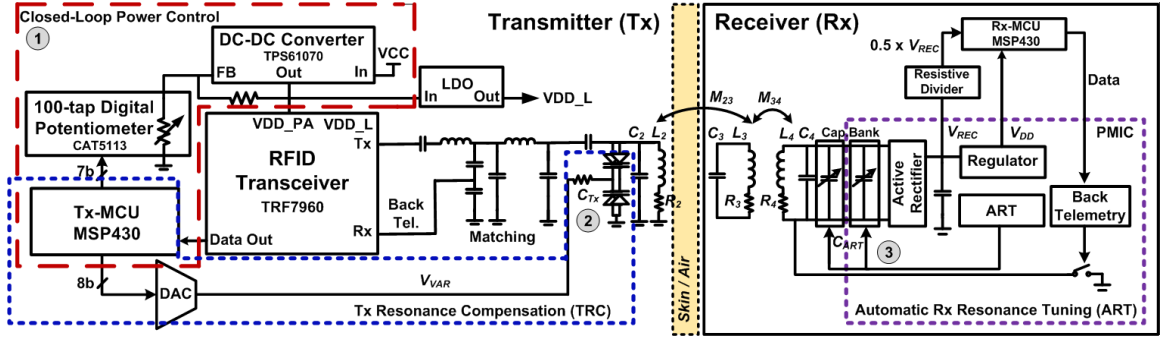 Closed-Loop Power Control
1
DC-DC Converter
TPS61070
FB
Out
In
VCC
Transmitter (Tx)
LDO
In
Out
VDD_L
100-tap Digital
Potentiometer
CAT5113
7b
VDD_PA
VDD_L
Tx
RFID
Transceiver
TRF7960
Rx
Data Out
Back
Tel.
Matching
C2
L2
R2
CTx
2
Tx-MCU
MSP430
8b
DAC
VVAR
Tx Resonance Compensation (TRC)
Skin / Air
Receiver (Rx)
M23
M34
C3
L3
R3
L4
R4
C4
Cap
Bank
Active
Rectifier
CART
3
0.5 x VREC
Resistive
Divider
VREC
Rx-MCU
MSP430
VDD
Data
PMIC
Regulator
ART
Back
Telemetry
Automatic Rx Resonance Tuning (ART)